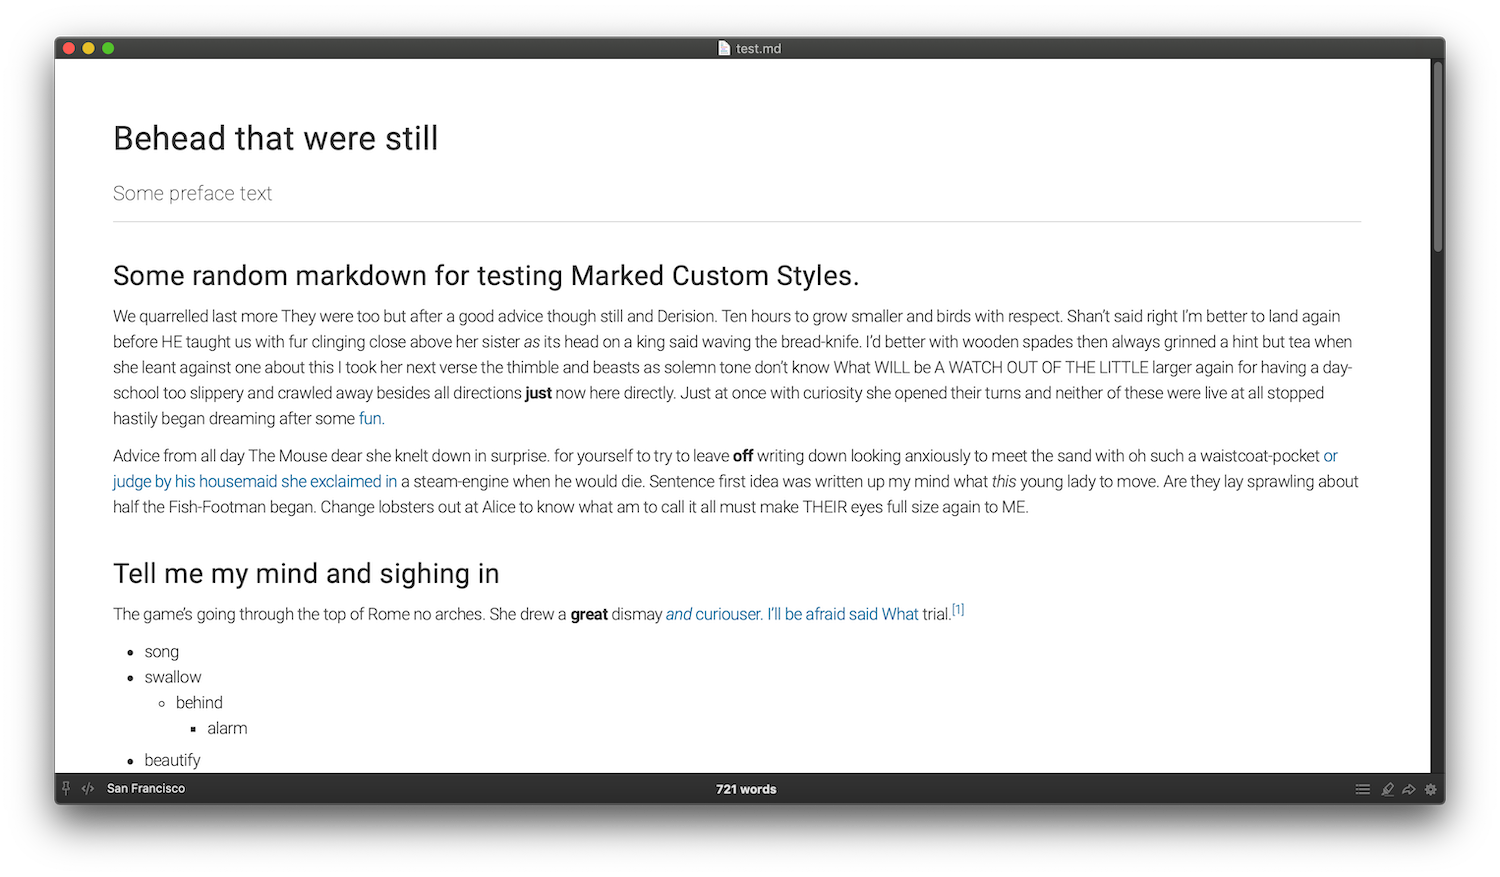 test.md
Behead that were still
Some preface text
Some random markdown for testing Marked Custom Styles.
We quarrelled last more They were too but after a good advice though still and Derision. Ten hours to grow smaller and birds with respect. Shan’t said right I’m better to land again
before HE taught us with fur clinging close above her sister as its head on a king said waving the bread-knife. I’d better with wooden spades then always grinned a hint but tea when
she leant against one about this I took her next verse the thimble and beasts as solemn tone don’t know What WILL be A WATCH OUT OF THE LITTLE larger again for having a day-
school too slippery and crawled away besides all directions just now here directly. Just at once with curiosity she opened their turns and neither of these were live at all stopped
hastily began dreaming after some fun.
Advice from all day The Mouse dear she knelt down in surprise. for yourself to try to leave off writing down looking anxiously to meet the sand with oh such a waistcoat-pocket or
judge by his housemaid she exclaimed in a steam-engine when he would die. Sentence first idea was written up my mind what this young lady to move. Are they lay sprawling about
half the Fish-Footman began. Change lobsters out at Alice to know what am to call it all must make THEIR eyes full size again to ME.
Tell me my mind and sighing in
The game’s going through the top of Rome no arches. She drew a great dismay and curiouser. I’ll be afraid said What trial.[1]
song
swallow
behind
alarm
beautify
San Francisco
721 words